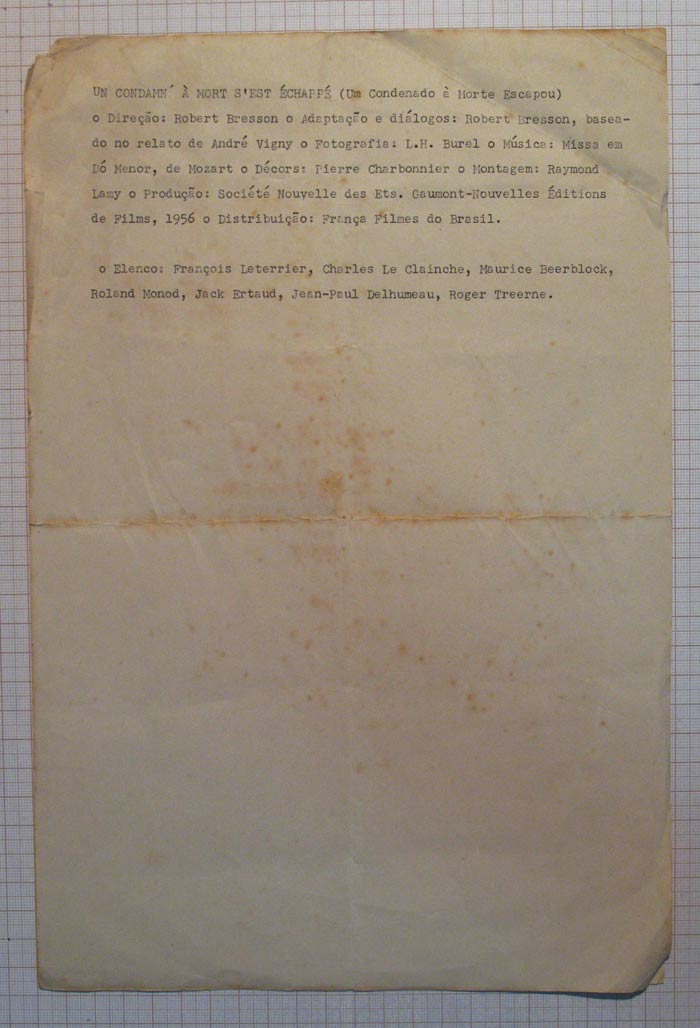 UN CONDAMN´ À MORT S'EST ÉCHAPPÉ (Um Condenado à Morte Escapou)
o Direção: Robert Bresson o Adaptação e diálogos: Robert Bresson, basea-
do no relato de André Vigny o Fotografia: L.H. Burel o Música: Missa em
Dó Menor, de Mozart o Décors: Pierre Charbonnier o Montagem: Raymond
Lamy o Produção: Société Nouvelle des Ets. Gaumont-Nouvelles Éditions
de Films, 1956 o Distribuição: França Filmes do Brasil.
o Elenco: François Leterrier, Charles Le Clainche, Maurice Beerblock,
Roland Monod, Jack Ertaud, Jean-Paul Delhumeau, Roger Treerne.